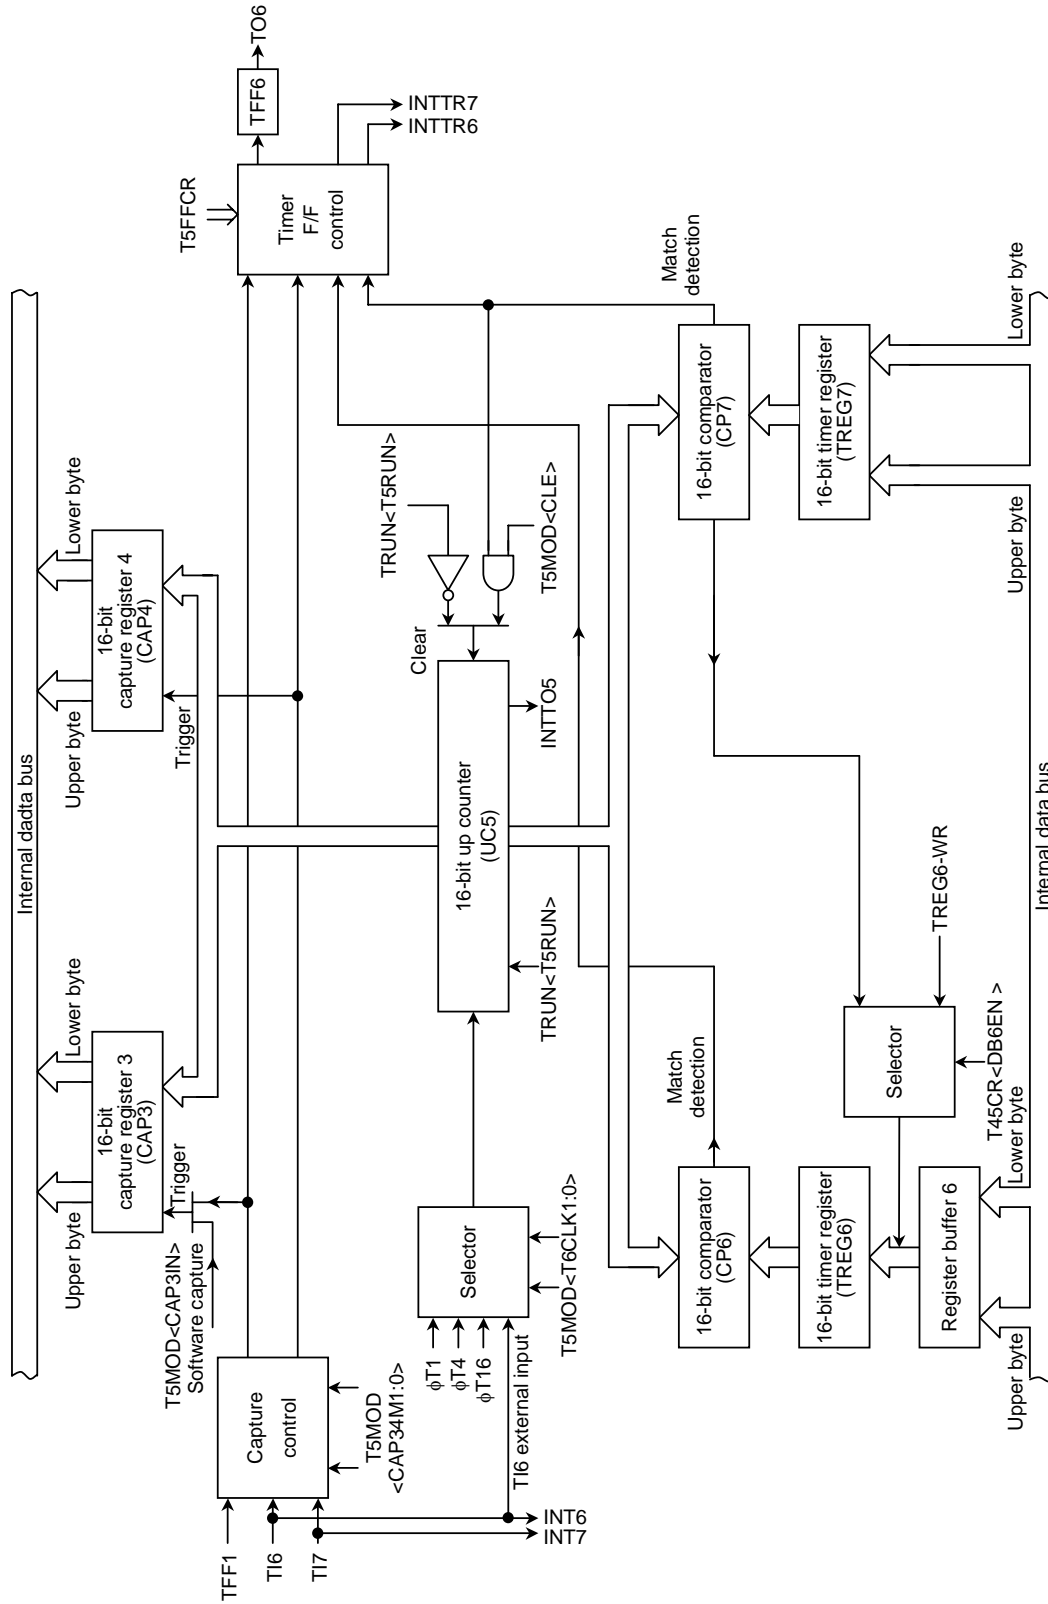 Internal dadta bus
Upper byte
Lower byte
Upper byte
Lower byte
16-bit
capture register 3
(CAP3)
16-bit
capture register 4
(CAP4)
Trigger
Trigger
T5MOD<CAP3IN>
Software capture
T5FFCR
TFF1
TI6
TI7
Capture
control
T5MOD
<CAP34M1:0>
Timer
F/F
control
TFF6
TO6
INTTR7
INTTR6
TRUN<T5RUN>
Clear
T5MOD<CLE>
φT1
φT4
φT16
TI6 external input
Selector
T5MOD<T6CLK1:0>
16-bit up counter
(UC5)
TRUN<T5RUN>
INTTO5
INT6
INT7
Match
detection
Match
detection
16-bit comparator
(CP6)
16-bit comparator
(CP7)
16-bit timer register
(TREG6)
16-bit timer register
(TREG7)
Selector
TREG6-WR
T45CR<DB6EN >
Register buffer 6
Upper byte
Lower byte
Upper byte
Lower byte
Internal data bus